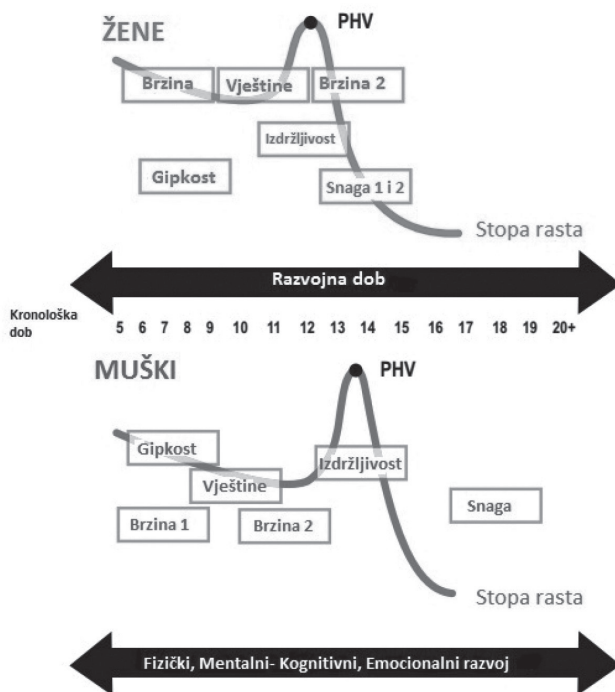 ŽENE
PHV
Brzina
Vještine
Brzina 2
Izdržljivost
Gipkost
Snaga 1 i 2
Stopa rasta
Razvojna dob
Kronološka
dob
5 6 7 8 9 10 11 12 13 14 15 16 17 18 19 20+
MUŠKI
PHV
Gipkost
Izdržljivost
Vještine
Brzina 1
Brzina 2
Snaga
Stopa rasta
Fizički, Mentalni- Kognitivni, Emocionalni razvoj